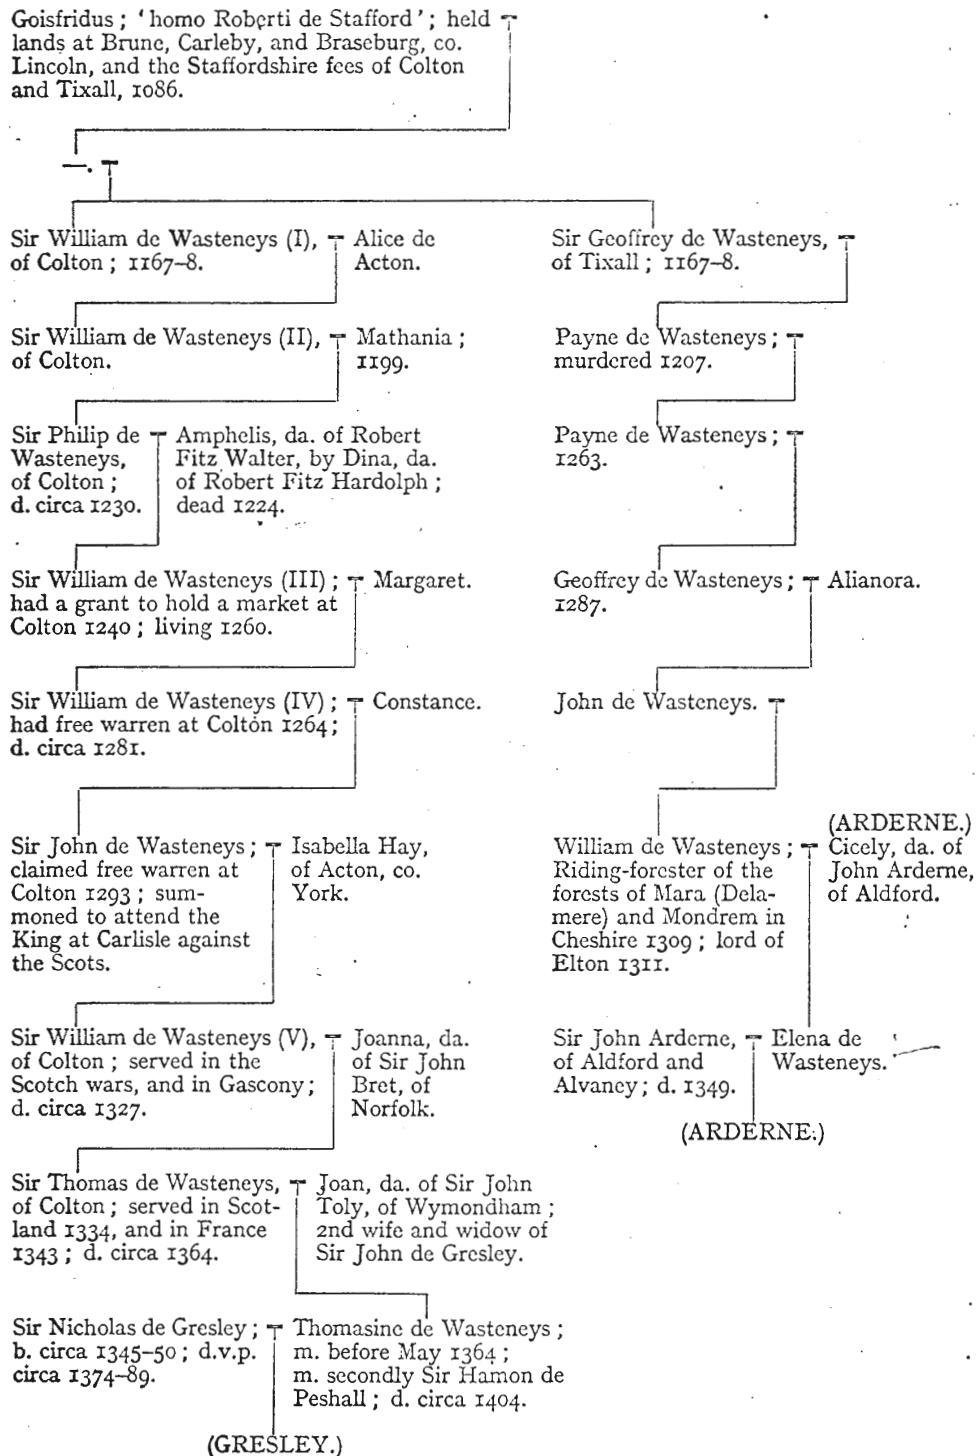 Goisfridus ; ‘homo Roberti de Stafford’ ; held
lands at Brune, Carleby, and Braseburg, co.
Lincoln, and the Staffordshire fees of Colton
and Tixall, 1086.
—.
Sir William de Wasteneys (I),
of Colton ; 1167–8.
Alice de
Acton.
Sir Geoffrey de Wasteneys,
of Tixall ; 1167–8.
Sir William de Wasteneys (II),
of Colton.
Mathania ;
1199.
Payne de Wasteneys ;
murdered 1207.
Sir Philip de
Wasteneys,
of Colton ;
d. circa 1230.
Amphelis, da. of Robert
Fitz Walter, by Dina, da.
of Robert Fitz Hardolph ;
dead 1224.
Payne de Wasteneys ;
1263.
Sir William de Wasteneys (III) ;
had a grant to hold a market at
Colton 1240 ; living 1260.
Margaret.
Geoffrey de Wasteneys ;
1287.
Alianora.
Sir William de Wasteneys (IV) ;
had free warren at Colton 1264 ;
d. circa 1281.
Constance.
John de Wasteneys.
Sir John de Wasteneys ;
claimed free warren at
Colton 1293 ; sum-
moned to attend the
King at Carlisle against
the Scots.
Isabella Hay,
of Acton, co.
York.
William de Wasteneys ;
Riding-forester of the
forests of Mara (Dela-
mere) and Mondrem in
Cheshire 1309 ; lord of
Elton 1311.
(ARDERNE.)
Cicely, da. of
John Arderne,
of Aldford.
Sir William de Wasteneys (V),
of Colton ; served in the
Scotch wars, and in Gascony ;
d. circa 1327.
Joanna, da.
of Sir John
Bret, of
Norfolk.
Sir John Arderne,
of Aldford and
Alvaney ; d. 1349.
Elena de
Wasteneys.
(ARDERNE.)
Sir Thomas de Wasteneys,
of Colton ; served in Scot-
land 1334, and in France
1343 ; d. circa 1364.
Joan, da. of Sir John
Toly, of Wymondham ;
2nd wife and widow of
Sir John de Gresley.
Sir Nicholas de Gresley ;
b. circa 1345–50 ; d.v.p.
circa 1374–89.
Thomasine de Wasteneys ;
m. before May 1364 ;
m. secondly Sir Hamon de
Peshall ; d. circa 1404.
(GRESLEY.)